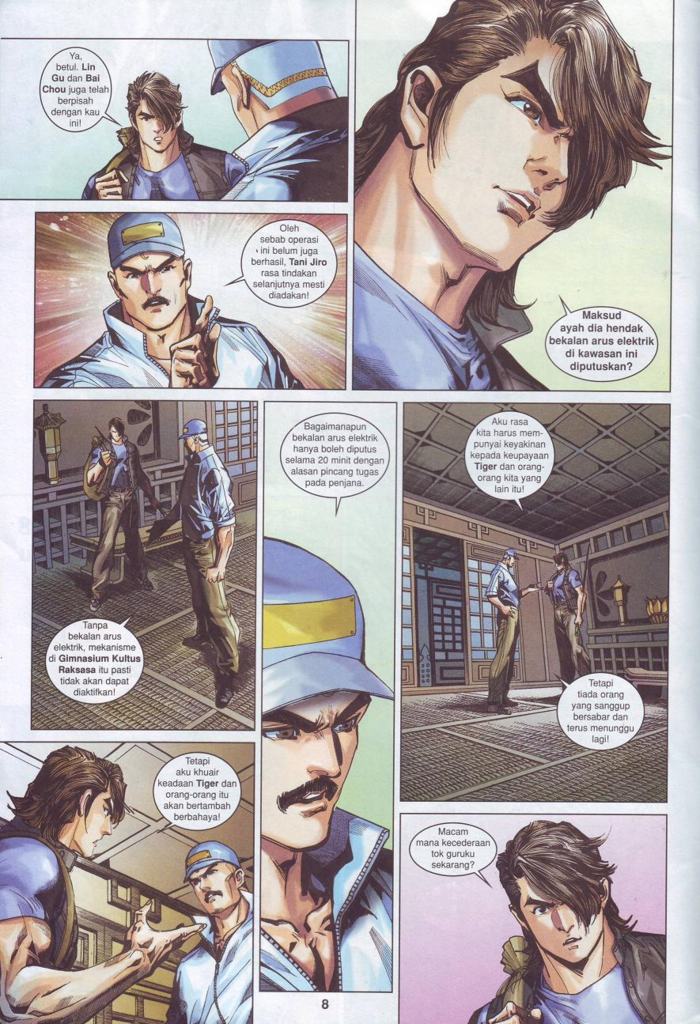 Ya,
betul. Lin
Gu dan Bai
Chou juga telah
berpisah
dengan kau
ini!
Maksud
ayah dia hendak
bekalan arus elektrik
di kawasan ini
diputuskan?
Oleh
sebab operasi
ini belum juga
berhasil, Tani Jiro
rasa tindakan
selanjutnya mesti
diadakan!
Tanpa
bekalan arus
elektrik, mekanisme
di Gimnasium Kultus
Raksasa itu pasti
tidak akan dapat
diaktifkan!
Bagaimanapun
bekalan arus elektrik
hanya boleh diputus
selama 20 minit dengan
alasan pincang tugas
pada penjana.
Aku rasa
kita harus mem-
punyai keyakinan
kepada keupayaan
Tiger dan orang-
orang kita yang
lain itu!
Tetapi
tiada orang
yang sanggup
bersabar dan
terus menunggu
lagi!
Tetapi
aku khuair
keadaan Tiger dan
orang-orang itu
akan bertambah
berbahaya!
Macam
mana kecederaan
tok guruku
sekarang?
8